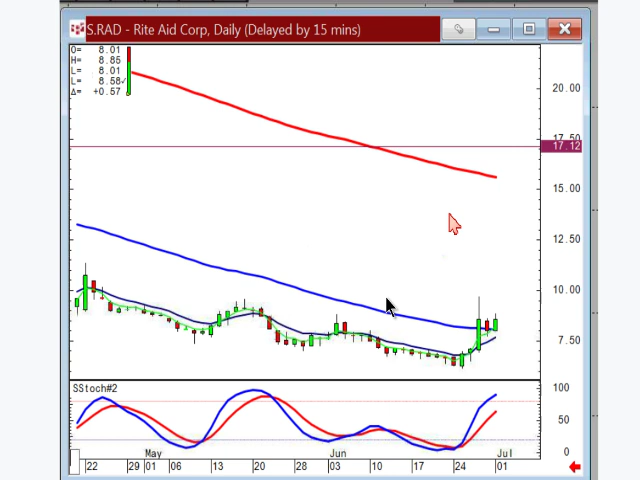 S.RAD - Rite Aid Corp, Daily (Delayed by 15 mins)
O= 8.01
H= 8.85
L= 8.01
L= 8.58✓
Δ= +0.57
20.00
17.50
17.12
15.00
12.50
10.00
7.50
SStoch#2
100
50
0
May Jun Jul
22 29 01 06 13 20 28 03 10 17 24 01